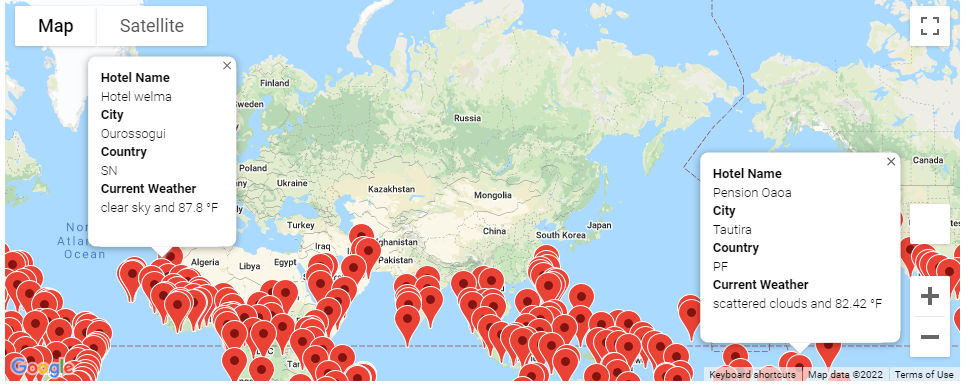 Map
Satellite
Hotel Name
Hotel welma
City
Ourossogui
Country
SN
Current Weather
clear sky and 87.8 °F
Finland
Sweden
Russia
Poland
Ukraine
Kazakhstan
Mongolia
Turkey
China
South Korea
Japan
Iraq
Afghanistan
Pakistan
Algeria
Libya
Egypt
Canada
Ocean
Hotel Name
Pension Oaoa
City
Tautira
Country
PF
Current Weather
scattered clouds and 82.42 °F
Google
Keyboard shortcuts
Map data ©2022
Terms of Use